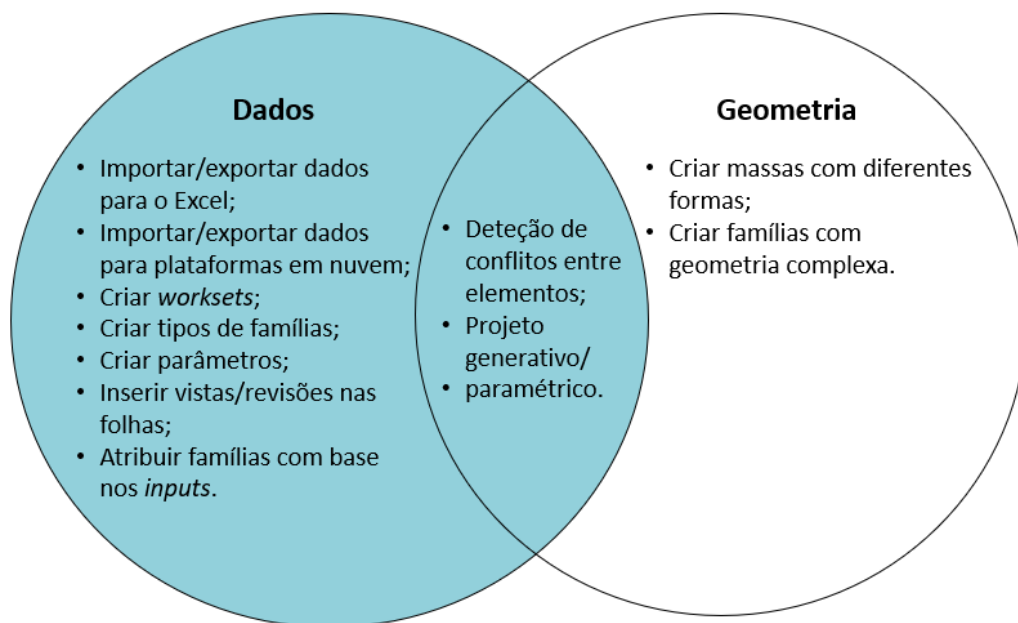 Dados
• Importar/exportar dados
para o Excel;
• Importar/exportar dados
para plataformas em nuvem;
• Criar worksets;
• Criar tipos de famílias;
• Criar parâmetros;
• Inserir vistas/revisões nas
folhas;
• Atribuir famílias com base
nos inputs.
• Deteção de
conflitos entre
elementos;
• Projeto
generativo/
• paramétrico.
Geometria
• Criar massas com diferentes
formas;
• Criar famílias com
geometria complexa.